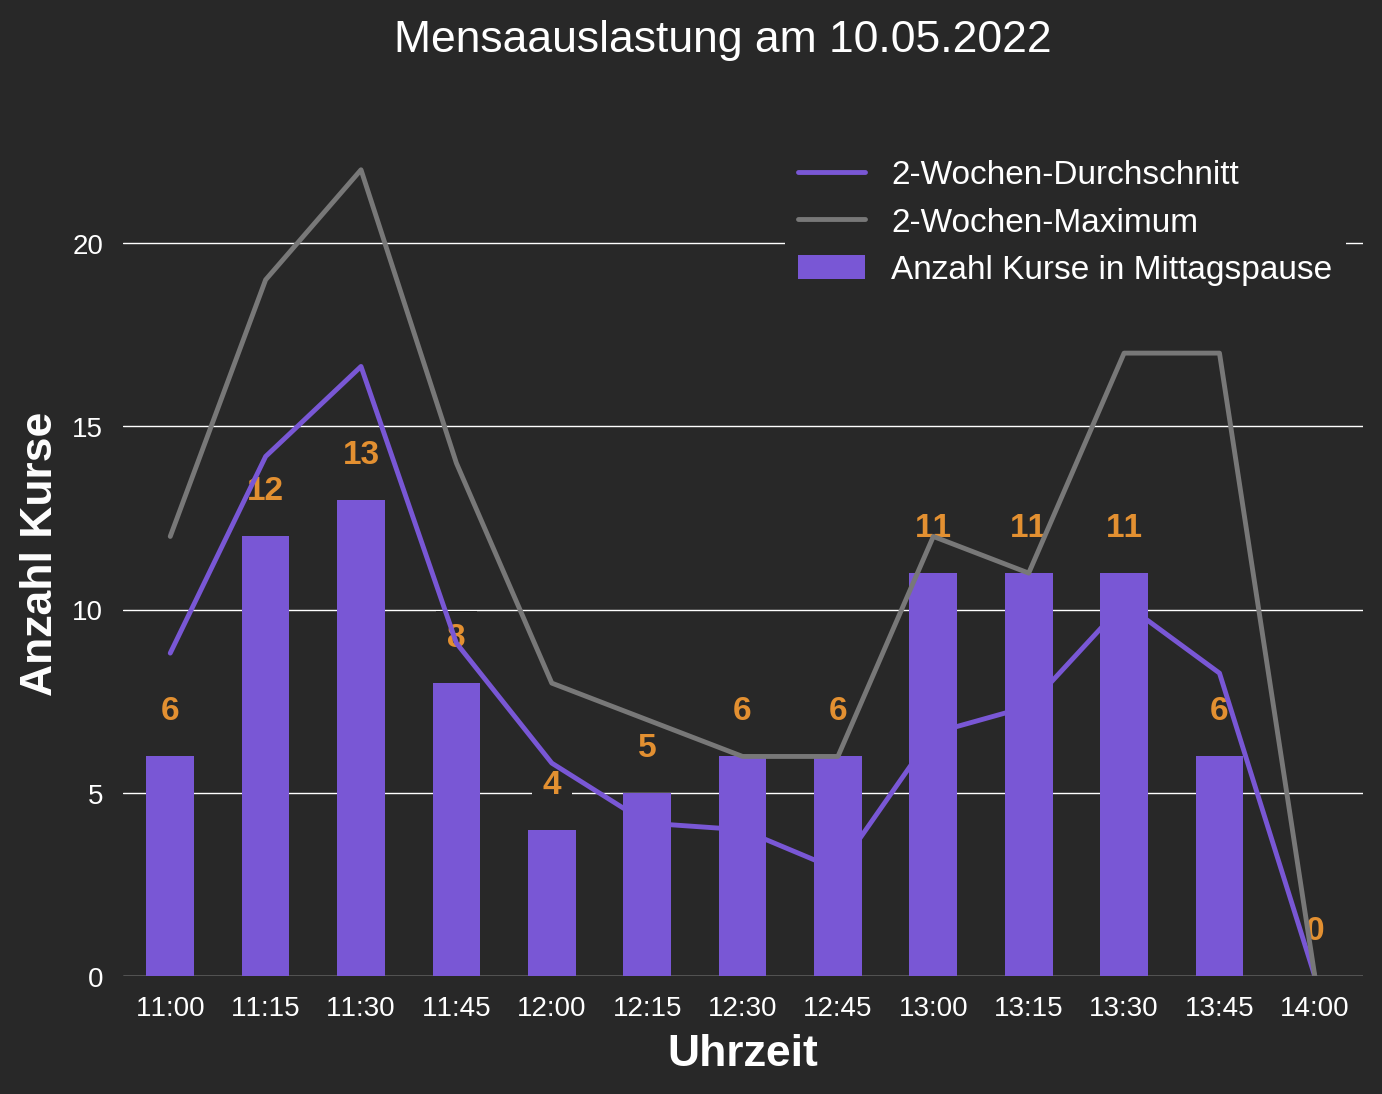 Mensaauslastung am 10.05.2022
2-Wochen-Durchschnitt
2-Wochen-Maximum
Anzahl Kurse in Mittagspause
Anzahl Kurse
20
15
10
5
0
6
12
13
8
4
5
6
6
11
11
11
6
0
11:00 11:15 11:30 11:45 12:00 12:15 12:30 12:45 13:00 13:15 13:30 13:45 14:00
Uhrzeit